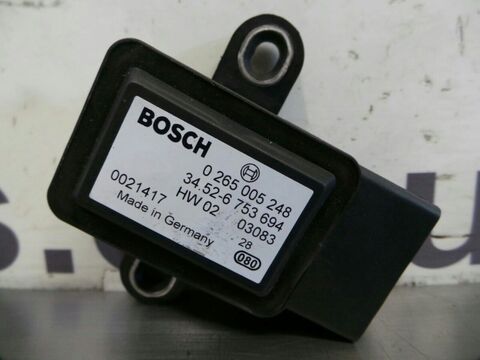 BOSCH
0 265 005 248
34.52-6 753 694
0021417 HW 02 03083
Made in Germany 28
080